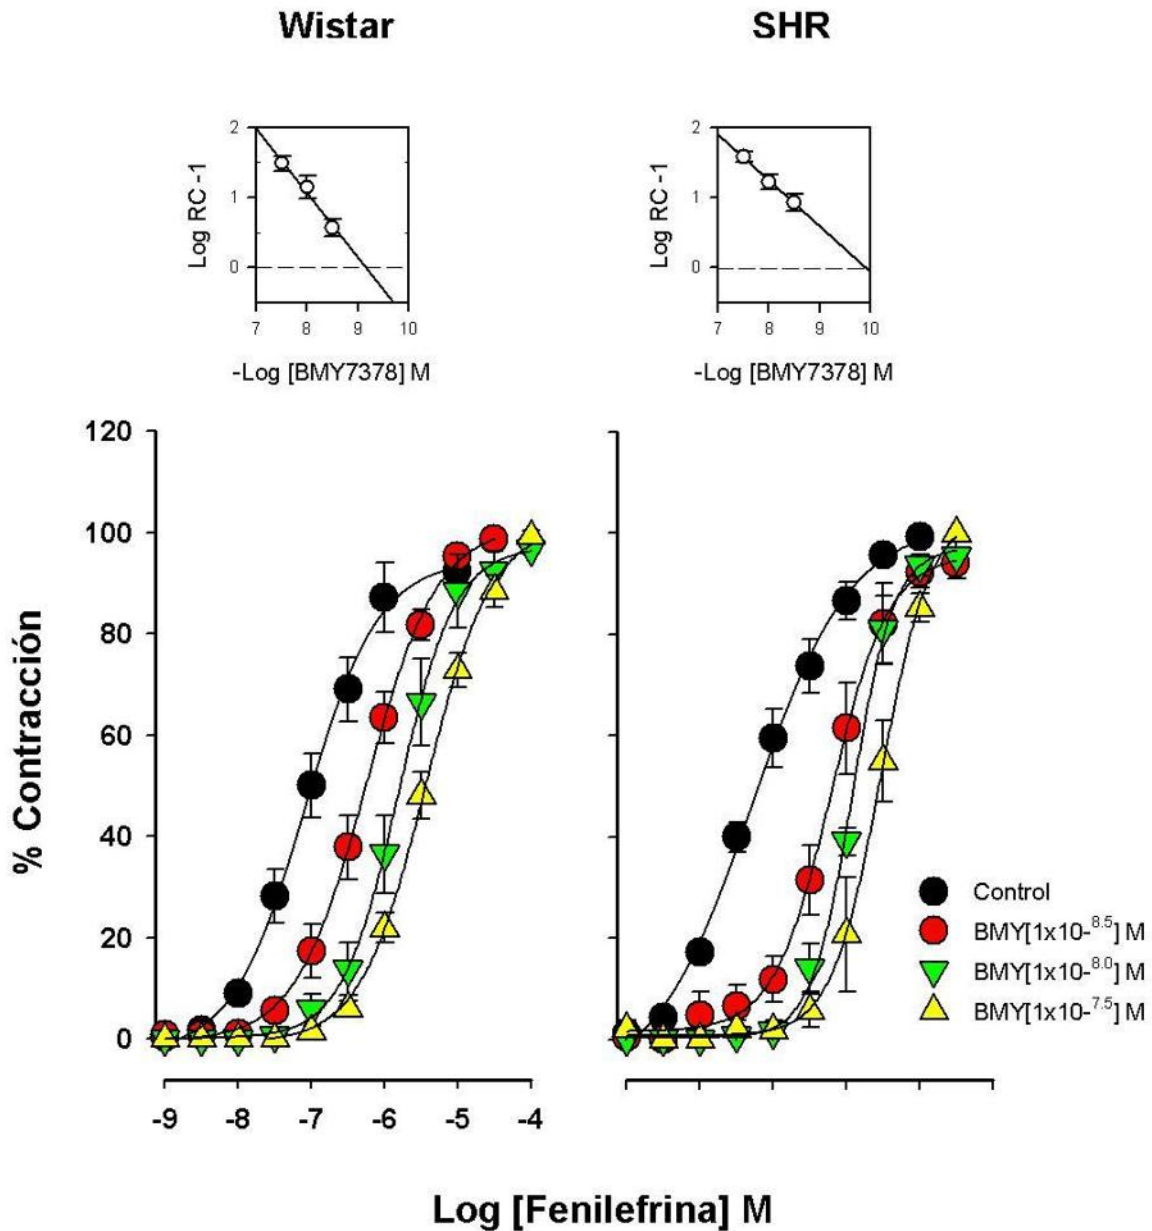 Wistar
SHR
2
1
0
Log RC -1
7 8 9 10
-Log [BMY7378] M
2
1
0
Log RC -1
7 8 9 10
-Log [BMY7378] M
120
100
80
60
40
20
0
% Contracción
-9 -8 -7 -6 -5 -4
Control
BMY[1x10-8.5] M
BMY[1x10-8.0] M
BMY[1x10-7.5] M
Log [Fenilefrina] M